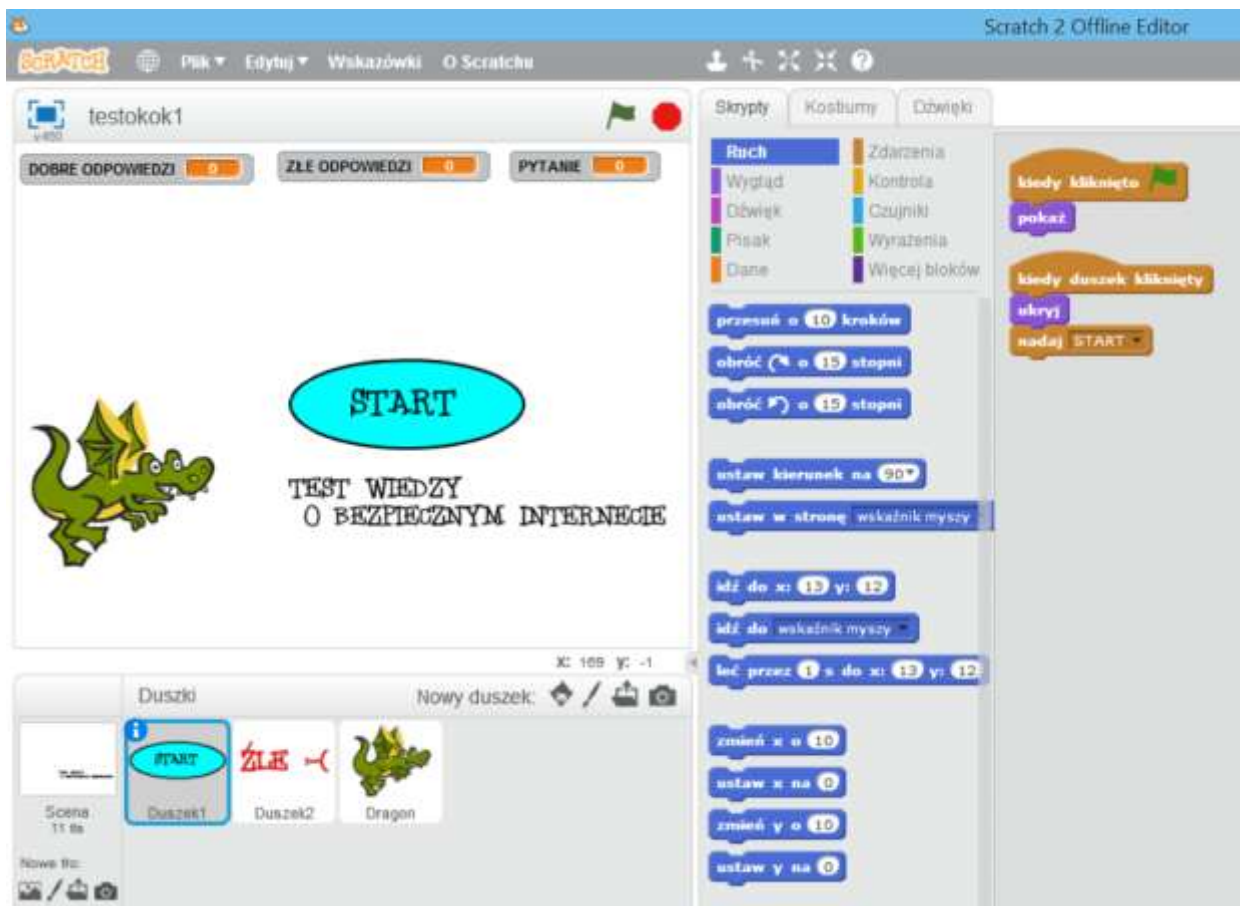 Scratch 2 Offline Editor
SCRATCH Plik Edytuj Wskazówki O Scratchu
testokok1
v460
DOBRE ODPOWIEDZI 0
ZŁE ODPOWIEDZI 0
PYTANIE 0
START
TEST WIEDZY
O BEZPIECZNYM INTERNECIE
X: 169 y: -1
Duszki
Nowy duszek:
START
ŹLE :-(
Scena
11 tła
Duszek1
Duszek2
Dragon
Nowe tło:
Skrypty Kostiumy Dźwięki
Ruch Zdarzenia
Wygląd Kontrola
Dźwięk Czujniki
Pisak Wyrażenia
Dane Więcej bloków
przesuń o 10 kroków
obróć o 15 stopni
obróć o 15 stopni
ustaw kierunek na 90
ustaw w stronę wskaźnik myszy
idź do x: 13 y: 12
idź do wskaźnik myszy
leć przez 1 s do x: 13 y: 12
zmień x o 10
ustaw x na 0
zmień y o 10
ustaw y na 0
kiedy kliknięto
pokaż
kiedy duszek kliknięty
ukryj
nadaj START